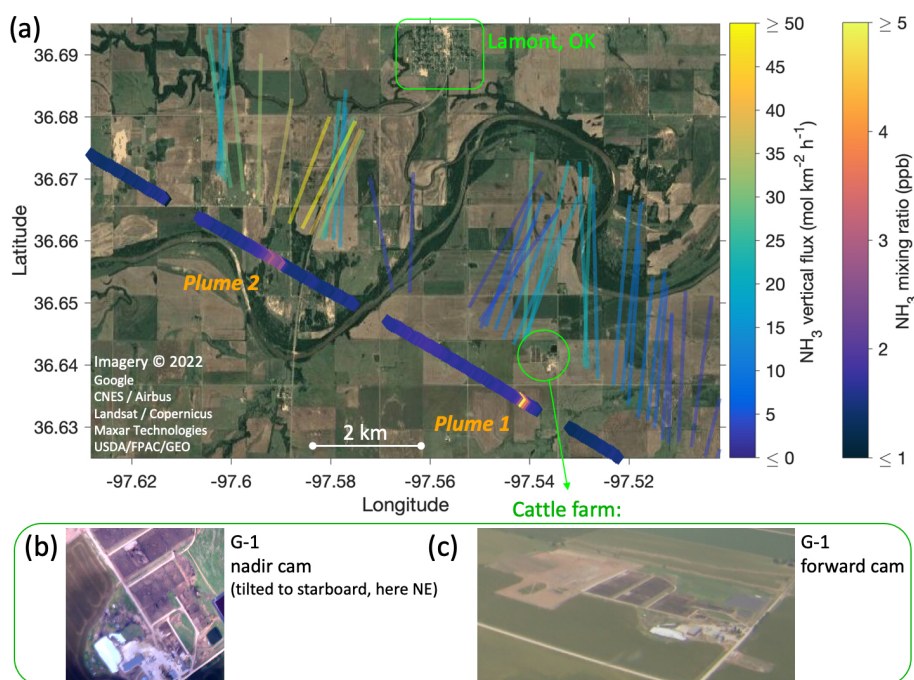 (a)
Lamont, OK
36.69
36.68
36.67
36.66
36.65
36.64
36.63
Latitude
Plume 2
Plume 1
Imagery © 2022
Google
CNES / Airbus
Landsat / Copernicus
Maxar Technologies
USDA/FPAC/GEO
2 km
-97.62
-97.6
-97.58
-97.56
-97.54
-97.52
Longitude
≥ 50
45
40
35
30
25
20
15
10
5
≤ 0
NH₃ vertical flux (mol km⁻² h⁻¹)
≥ 5
4
3
2
≤ 1
NH₃ mixing ratio (ppb)
Cattle farm:
(b)
G-1
nadir cam
(tilted to starboard, here NE)
(c)
G-1
forward cam